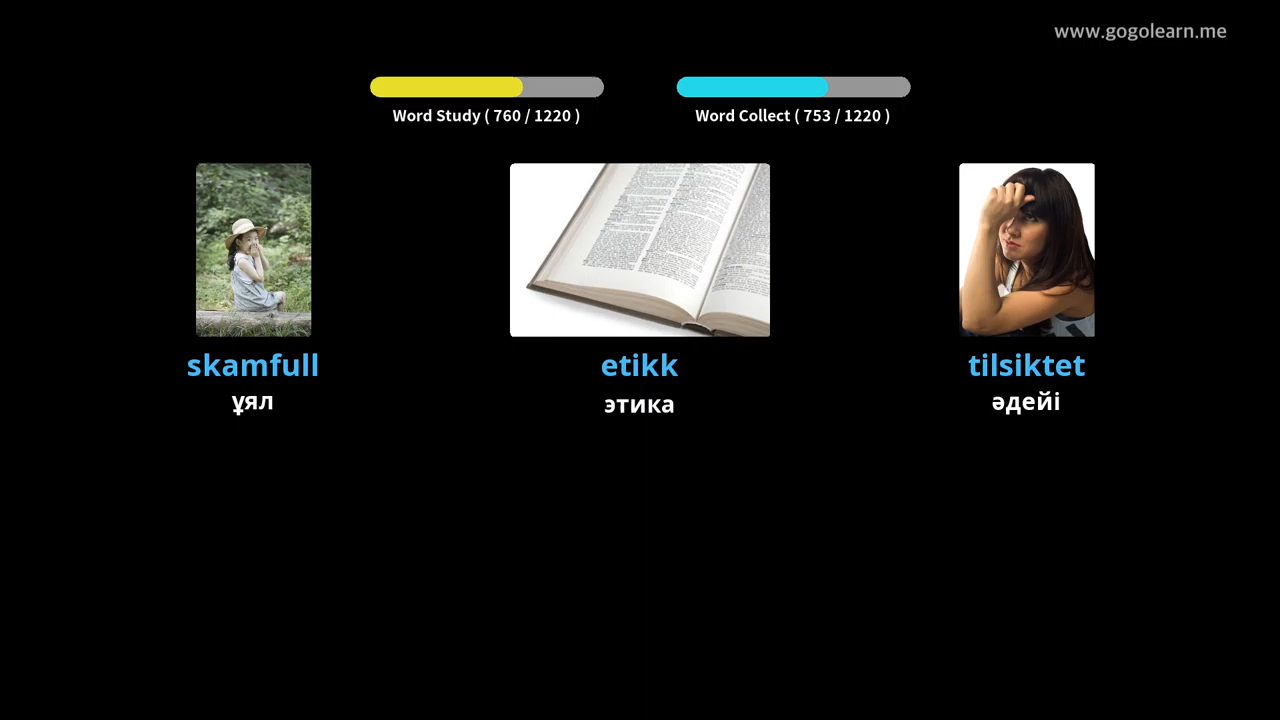 www.gogolearn.me
Word Study ( 760 / 1220 )
Word Collect ( 753 / 1220 )
skamfull
ұял
etikk
этика
tilsiktet
әдейі